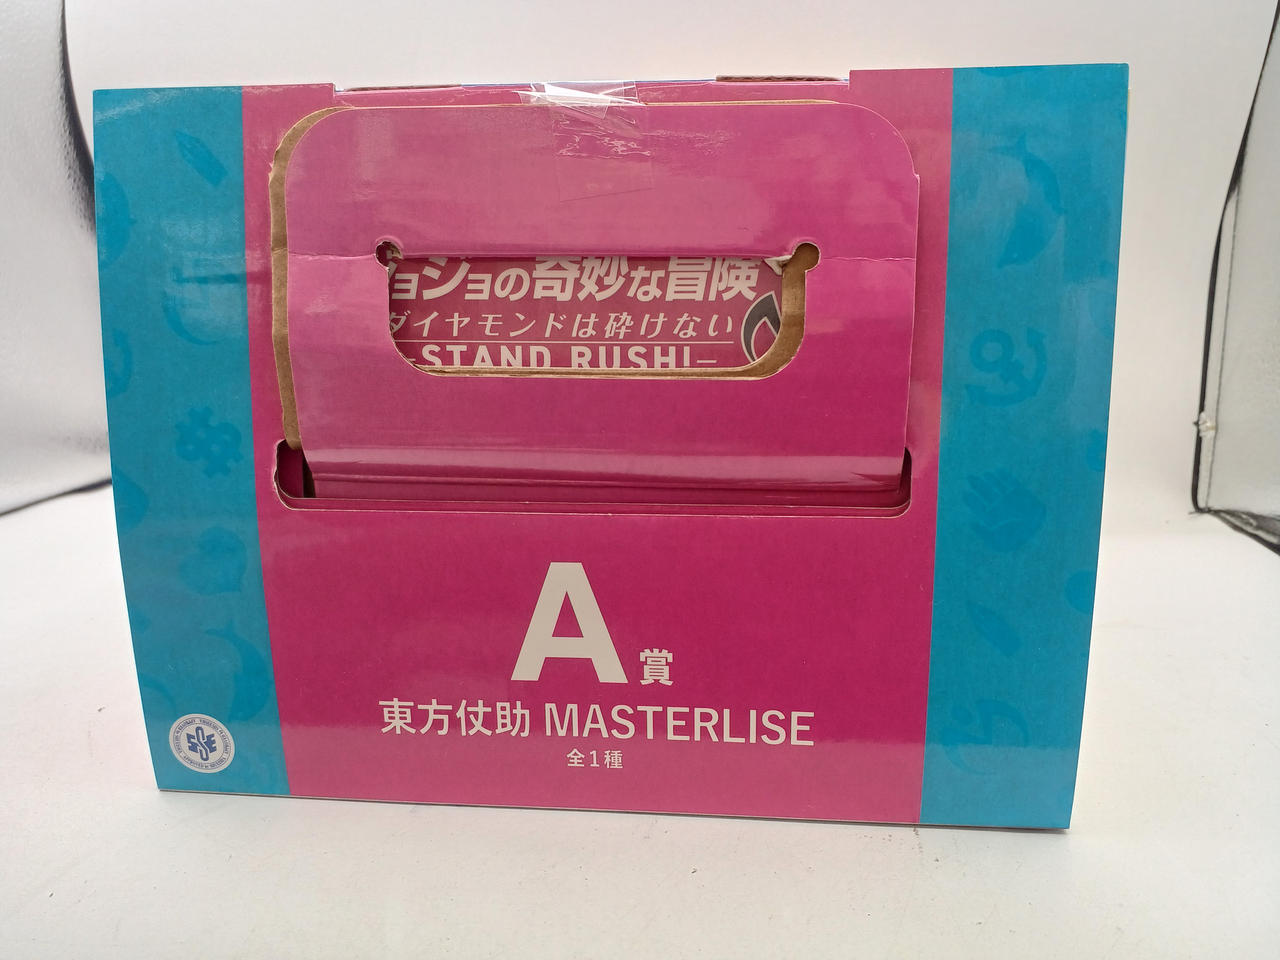 ョジョの奇妙な冒険
ダイヤモンドは砕けない
STAND RUSH!
A賞
東方仗助 MASTERLISE
全1種